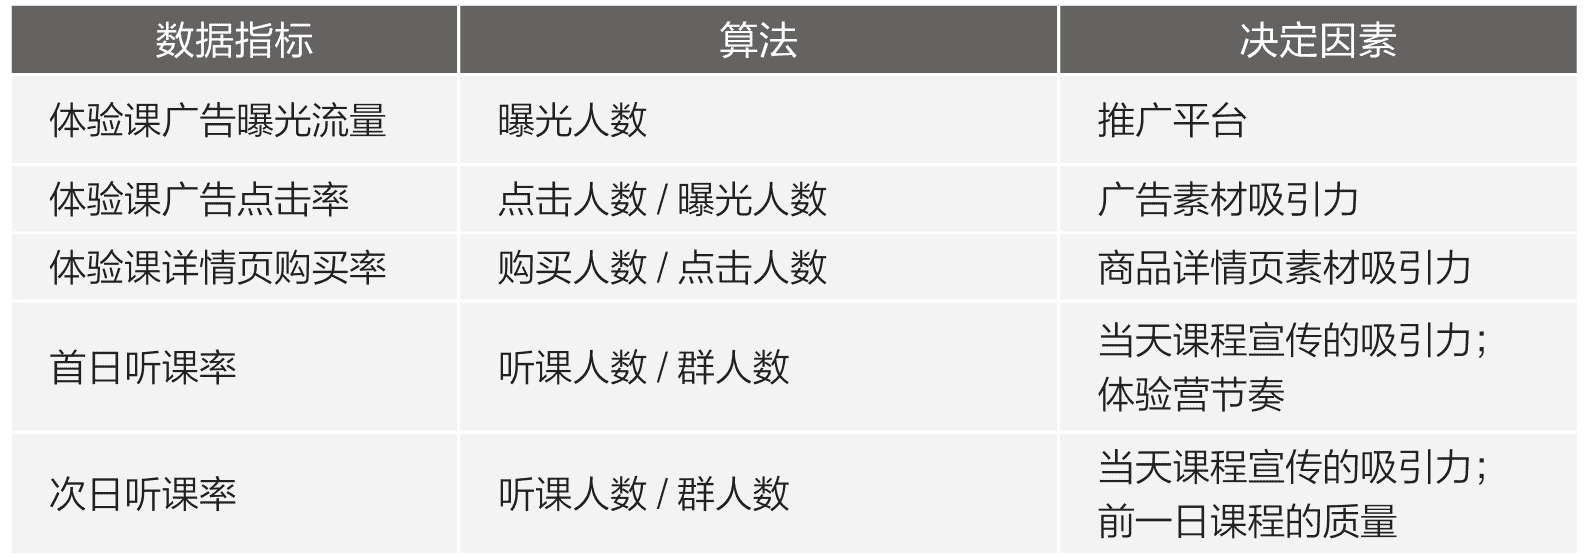 数据指标 算法 决定因素
体验课广告曝光流量 曝光人数 推广平台
体验课广告点击率 点击人数 / 曝光人数 广告素材吸引力
体验课详情页购买率 购买人数 / 点击人数 商品详情页素材吸引力
首日听课率 听课人数 / 群人数 当天课程宣传的吸引力；
体验营节奏
次日听课率 听课人数 / 群人数 当天课程宣传的吸引力；
前一日课程的质量